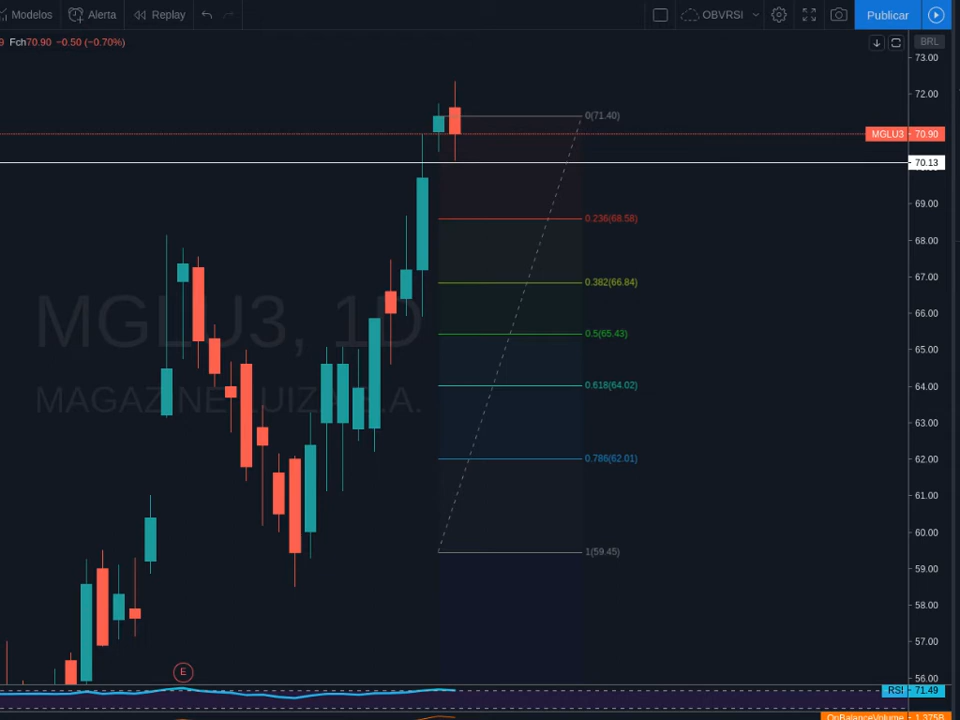 Modelos Alerta Replay OBVRSI Publicar
Fch70.90 −0.50 (−0.70%)
BRL
73.00
72.00
0(71.40)
MGLU3 70.90
70.13
69.00
0.236(68.58)
68.00
67.00
0.382(66.84)
66.00
0.5(65.43)
MGLU3, 1D
65.00
0.618(64.02)
64.00
MAGAZINE LUIZA S.A.
63.00
0.786(62.01)
62.00
61.00
60.00
1(59.45)
59.00
58.00
57.00
E
56.00
RSI 71.49
OnBalanceVolume 1.375B